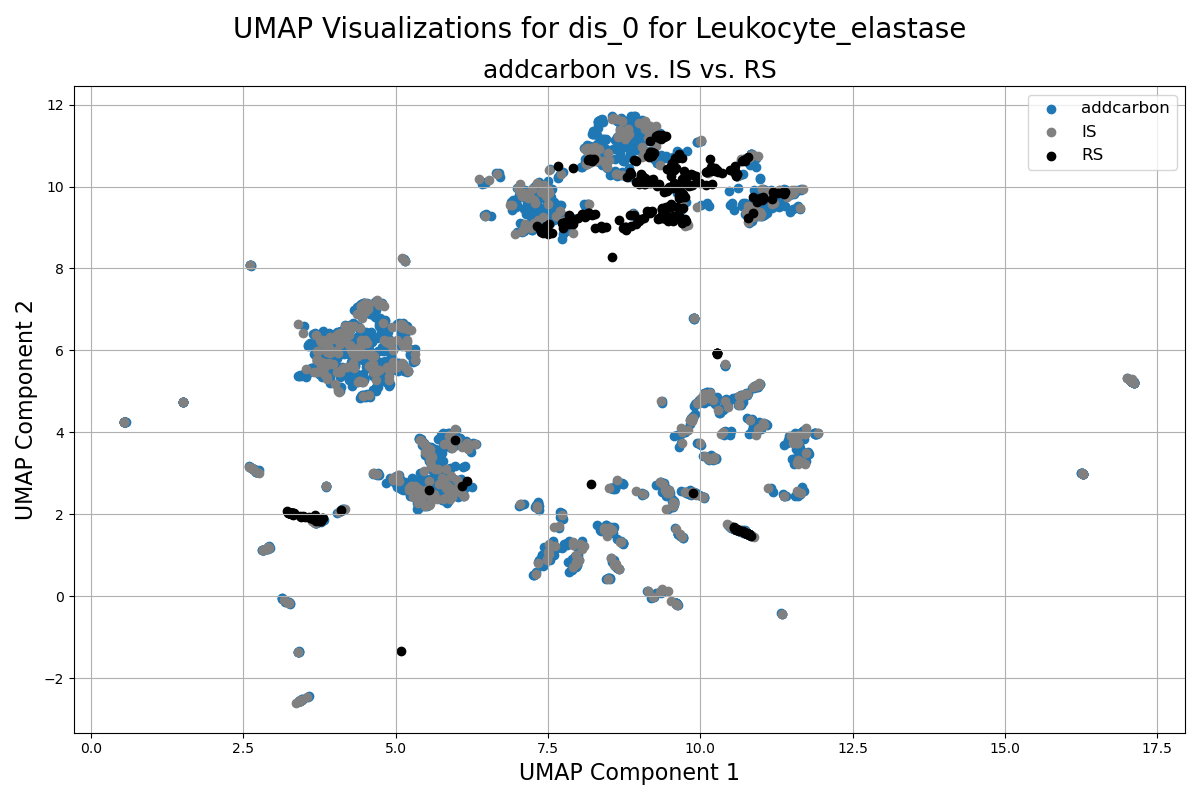 UMAP Visualizations for dis_0 for Leukocyte_elastase
addcarbon vs. IS vs. RS
addcarbon
IS
RS
UMAP Component 2
12
10
8
6
4
2
0
−2
0.0 2.5 5.0 7.5 10.0 12.5 15.0 17.5
UMAP Component 1